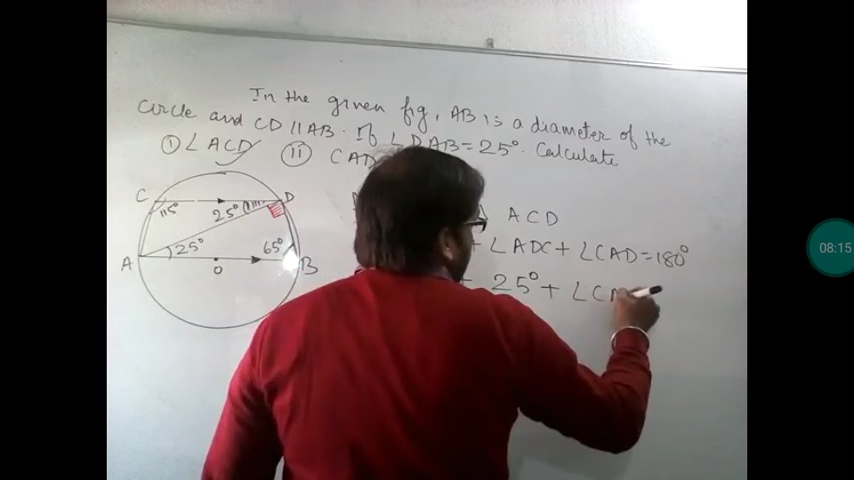 In the given fig, AB is a diameter of the
circle and CD || AB. If ∠DAB = 25°. Calculate
(i) ∠ACD (ii) CAD
C D
115° 25°
A 25° 65° B
O
ACD
+ ∠ADC + ∠CAD = 180°
+ 25° + ∠CA
08:15